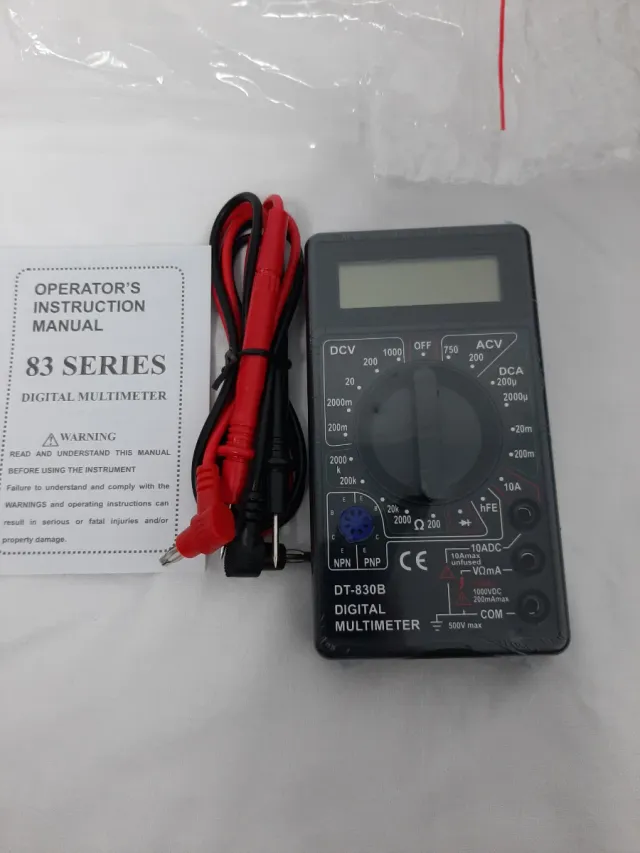 OPERATOR'S
INSTRUCTION
MANUAL
83 SERIES
DIGITAL MULTIMETER
WARNING
READ AND UNDERSTAND THIS MANUAL
BEFORE USING THE INSTRUMENT
Failure to understand and comply with the
WARNINGS and operating instructions can
result in serious or fatal injuries and/or
property damage.
DCV
1000
OFF
750
ACV
200
200
DCA
20
200µ
2000m
2000µ
200m
20m
2000
k
200m
200k
10A
20k
2000
Ω
200
hFE
E
E
B
B
C
C
E
E
NPN
PNP
CE
10ADC
10Amax
unfused
VΩmA
1000VDC
200mAmax
COM
500V max
DT-830B
DIGITAL
MULTIMETER